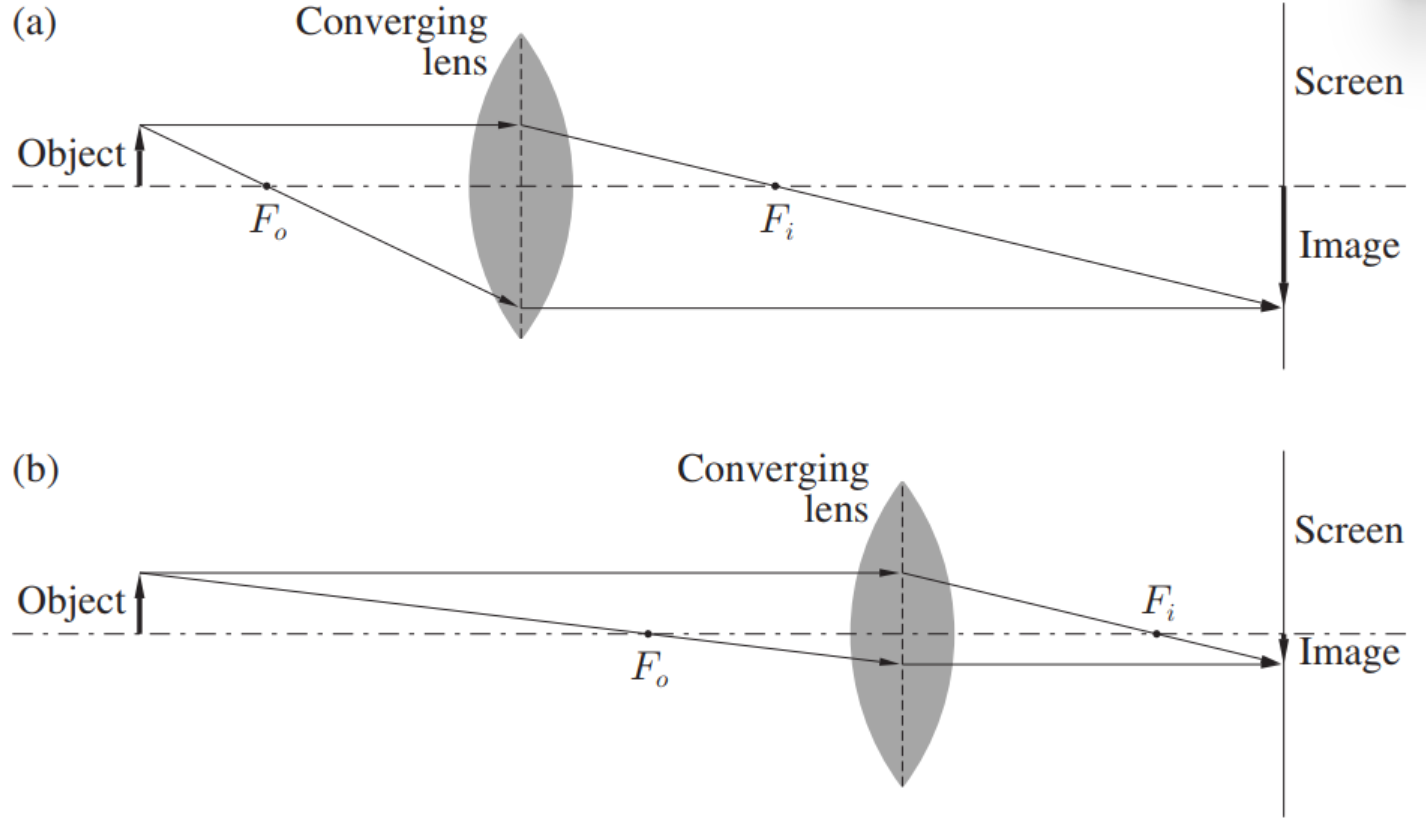 (a)
Converging
lens
Screen
Object
F_o
F_i
Image
(b)
Converging
lens
Screen
Object
F_i
Image
F_o